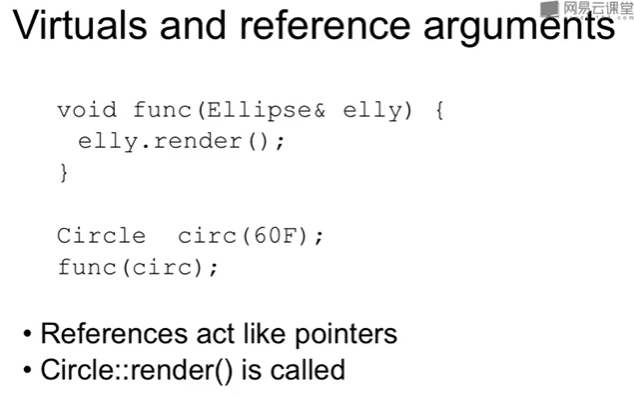 网易云课堂
Virtuals and reference arguments
void func(Ellipse& elly) {
elly.render();
}
Circle circ(60F);
func(circ);
• References act like pointers
• Circle::render() is called